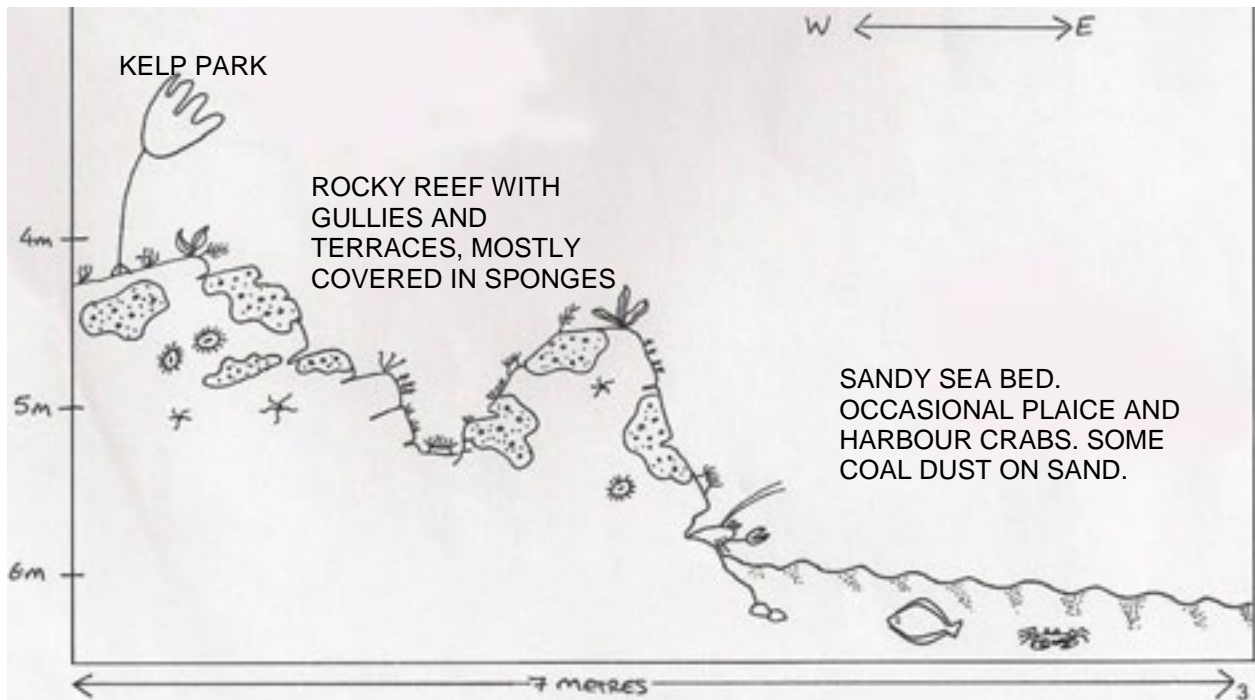 W E
KELP PARK
ROCKY REEF WITH
GULLIES AND
TERRACES, MOSTLY
COVERED IN SPONGES
4m
SANDY SEA BED.
OCCASIONAL PLAICE AND
HARBOUR CRABS. SOME
COAL DUST ON SAND.
5m
6m
7 METRES